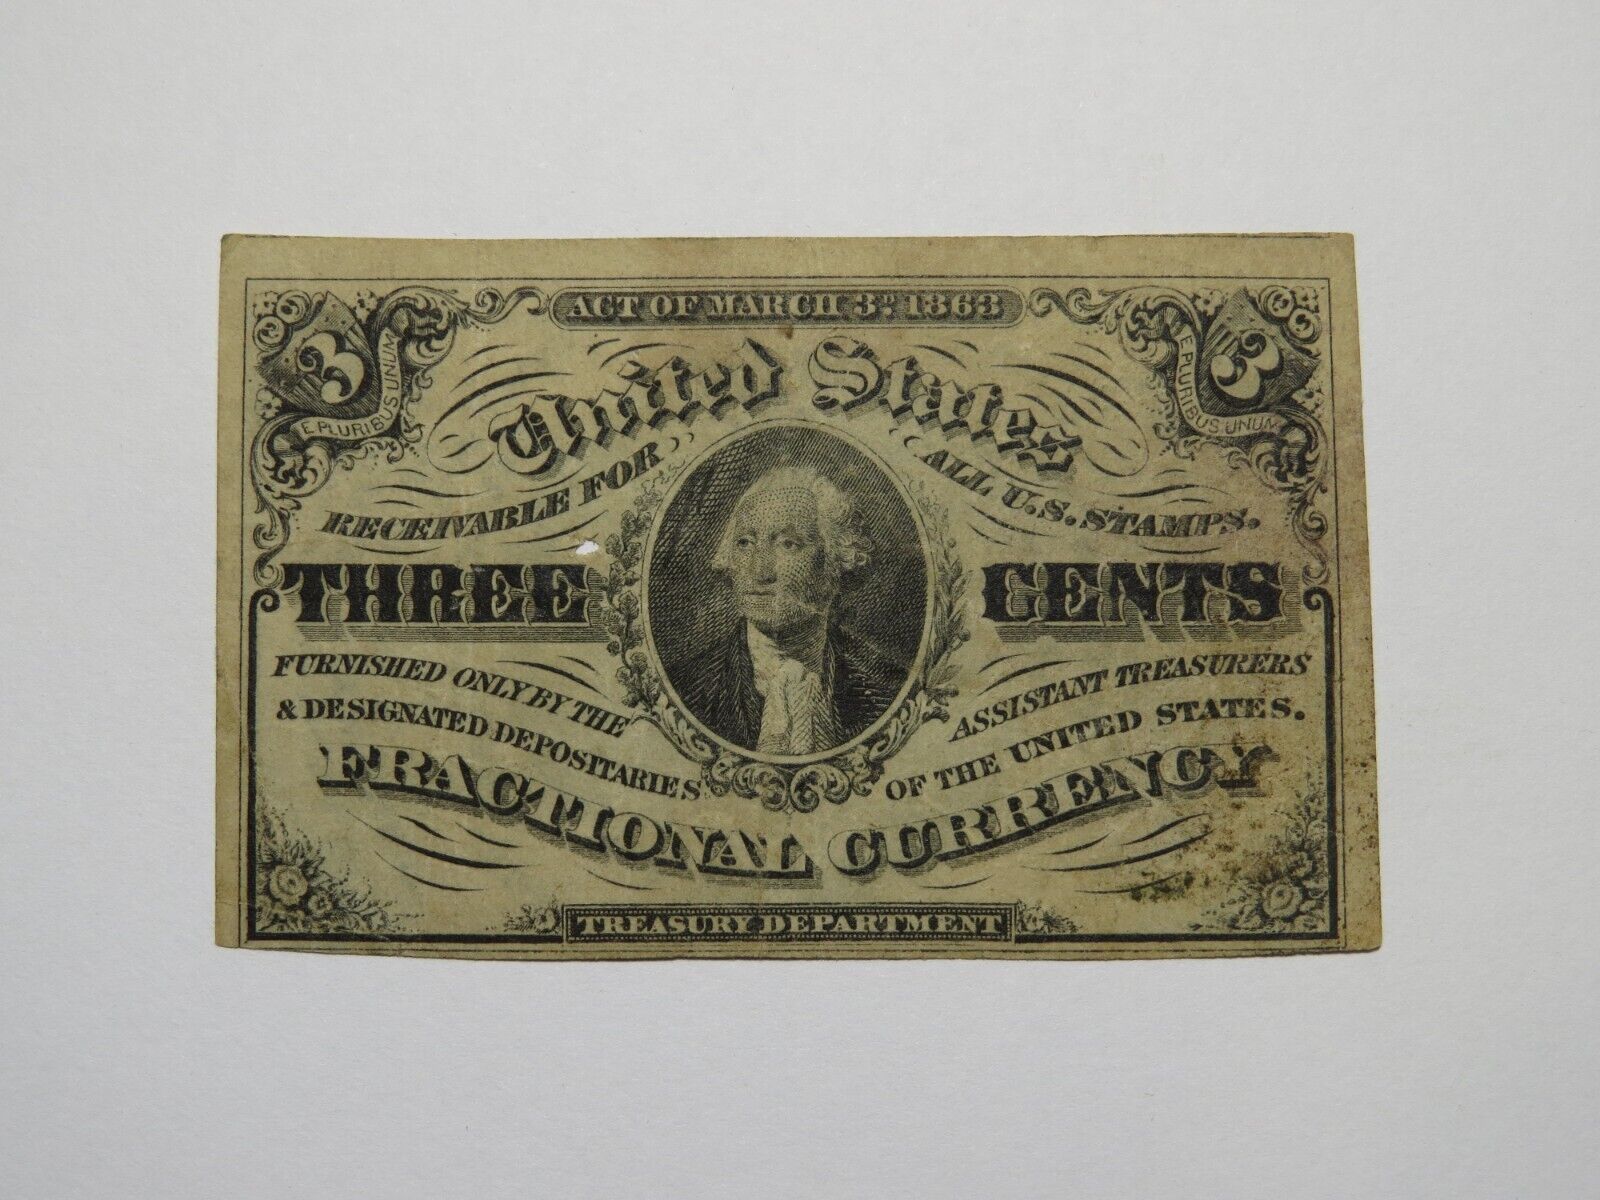 ACT OF MARCH 3D. 1863
3
3
E PLURIBUS UNUM
E PLURIBUS UNUM
United States
RECEIVABLE FOR ALL U.S. STAMPS.
THREE CENTS
FURNISHED ONLY BY THE ASSISTANT TREASURERS
& DESIGNATED DEPOSITARIES OF THE UNITED STATES.
FRACTIONAL CURRENCY
TREASURY DEPARTMENT